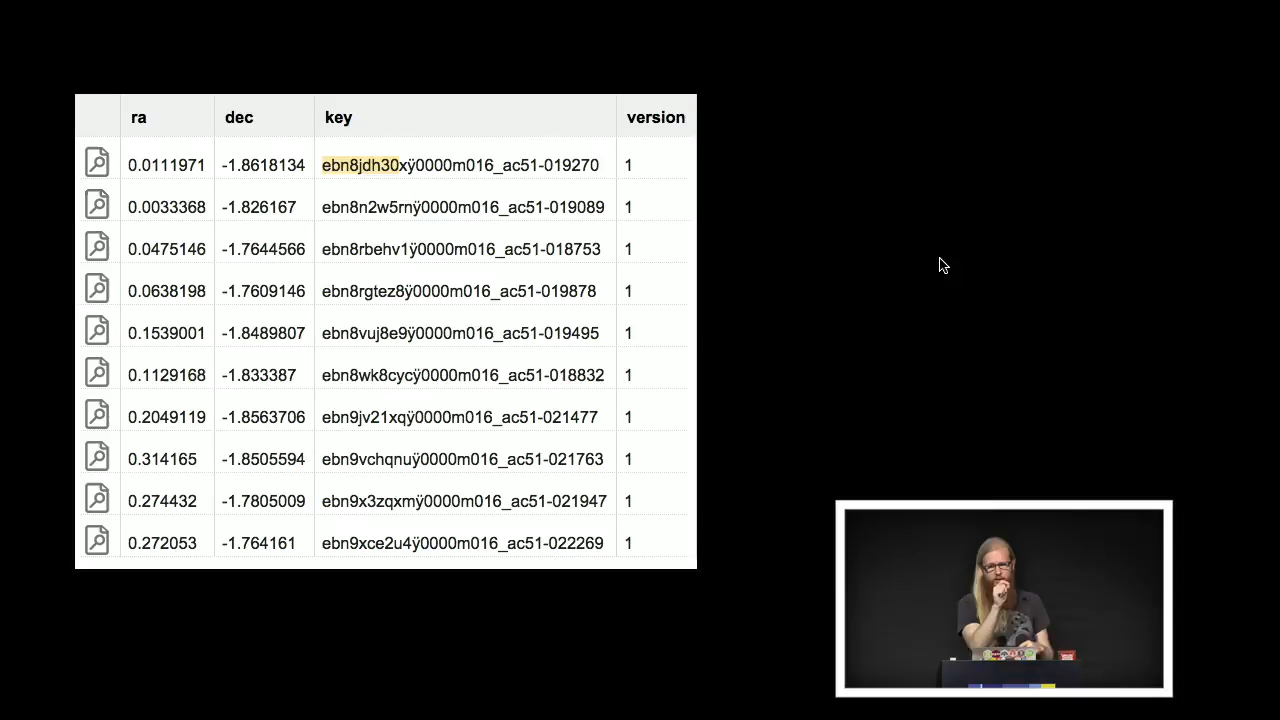 ra dec key version
0.0111971 -1.8618134 ebn8jdh30xÿ0000m016_ac51-019270 1
0.0033368 -1.826167 ebn8n2w5rnÿ0000m016_ac51-019089 1
0.0475146 -1.7644566 ebn8rbehv1ÿ0000m016_ac51-018753 1
0.0638198 -1.7609146 ebn8rgtez8ÿ0000m016_ac51-019878 1
0.1539001 -1.8489807 ebn8vuj8e9ÿ0000m016_ac51-019495 1
0.1129168 -1.833387 ebn8wk8cycÿ0000m016_ac51-018832 1
0.2049119 -1.8563706 ebn9jv21xqÿ0000m016_ac51-021477 1
0.314165 -1.8505594 ebn9vchqnuÿ0000m016_ac51-021763 1
0.274432 -1.7805009 ebn9x3zqxmÿ0000m016_ac51-021947 1
0.272053 -1.764161 ebn9xce2u4ÿ0000m016_ac51-022269 1